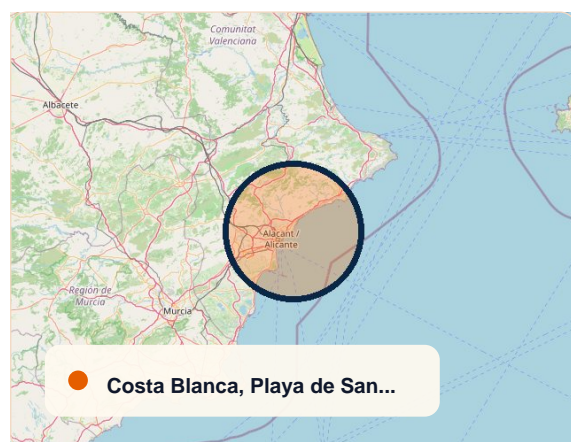 Comunitat
Valenciana
Albacete
Alacant /
Alicante
Región de
Murcia
Murcia
Costa Blanca, Playa de San...